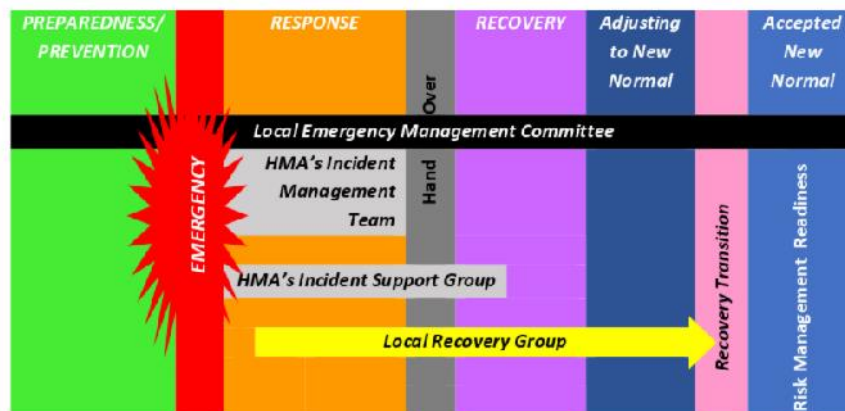 PREPAREDNESS/
PREVENTION
RESPONSE
RECOVERY
Adjusting
to New
Normal
Accepted
New
Normal
Hand Over
Local Emergency Management Committee
EMERGENCY
HMA's Incident
Management
Team
HMA's Incident Support Group
Local Recovery Group
Recovery Transition
Risk Management Readiness